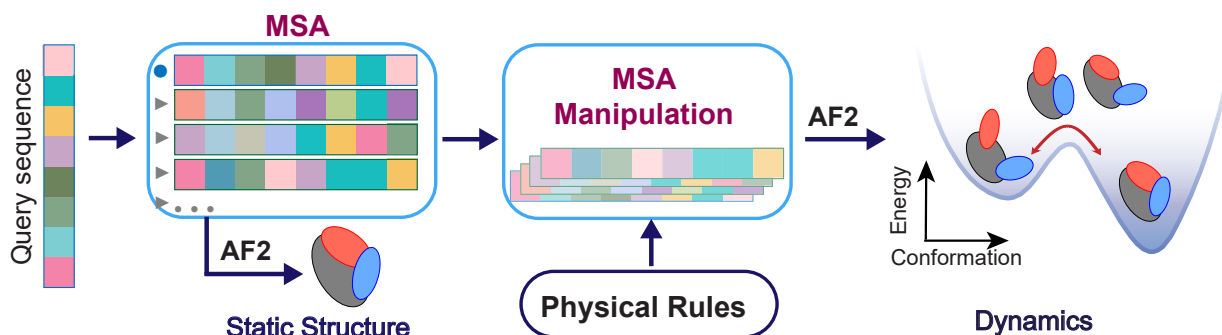 Query sequence
MSA
AF2
Static Structure
MSA
Manipulation
Physical Rules
AF2
Energy
Conformation
Dynamics